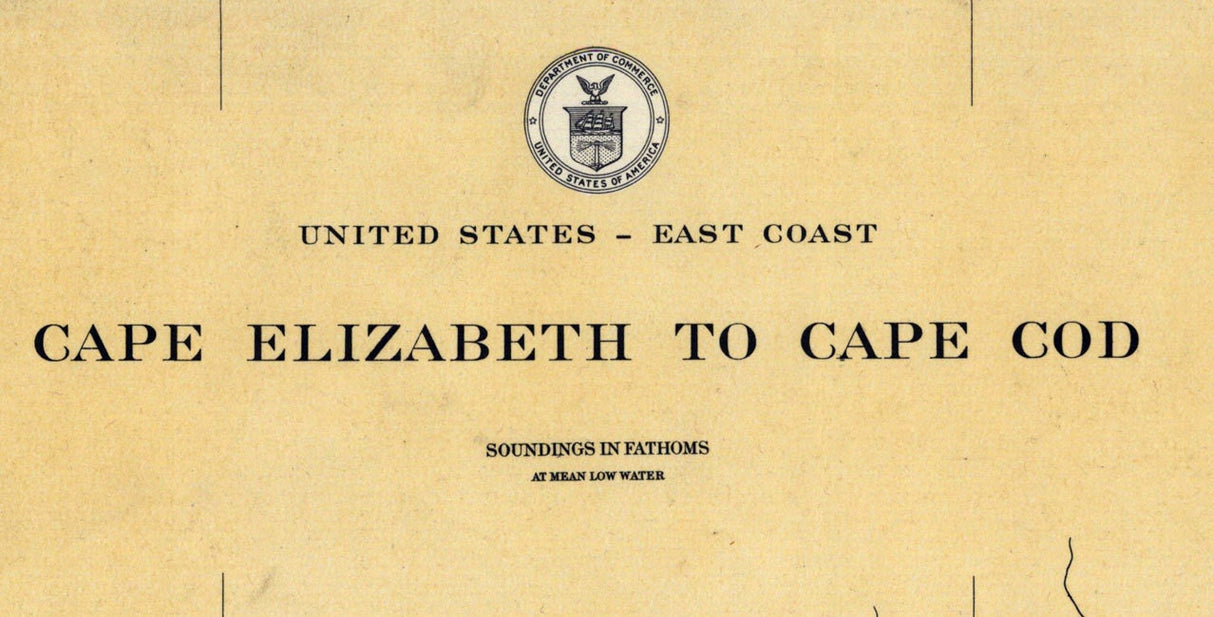 DEPARTMENT OF COMMERCE
UNITED STATES OF AMERICA
UNITED STATES – EAST COAST
CAPE ELIZABETH TO CAPE COD
SOUNDINGS IN FATHOMS
AT MEAN LOW WATER